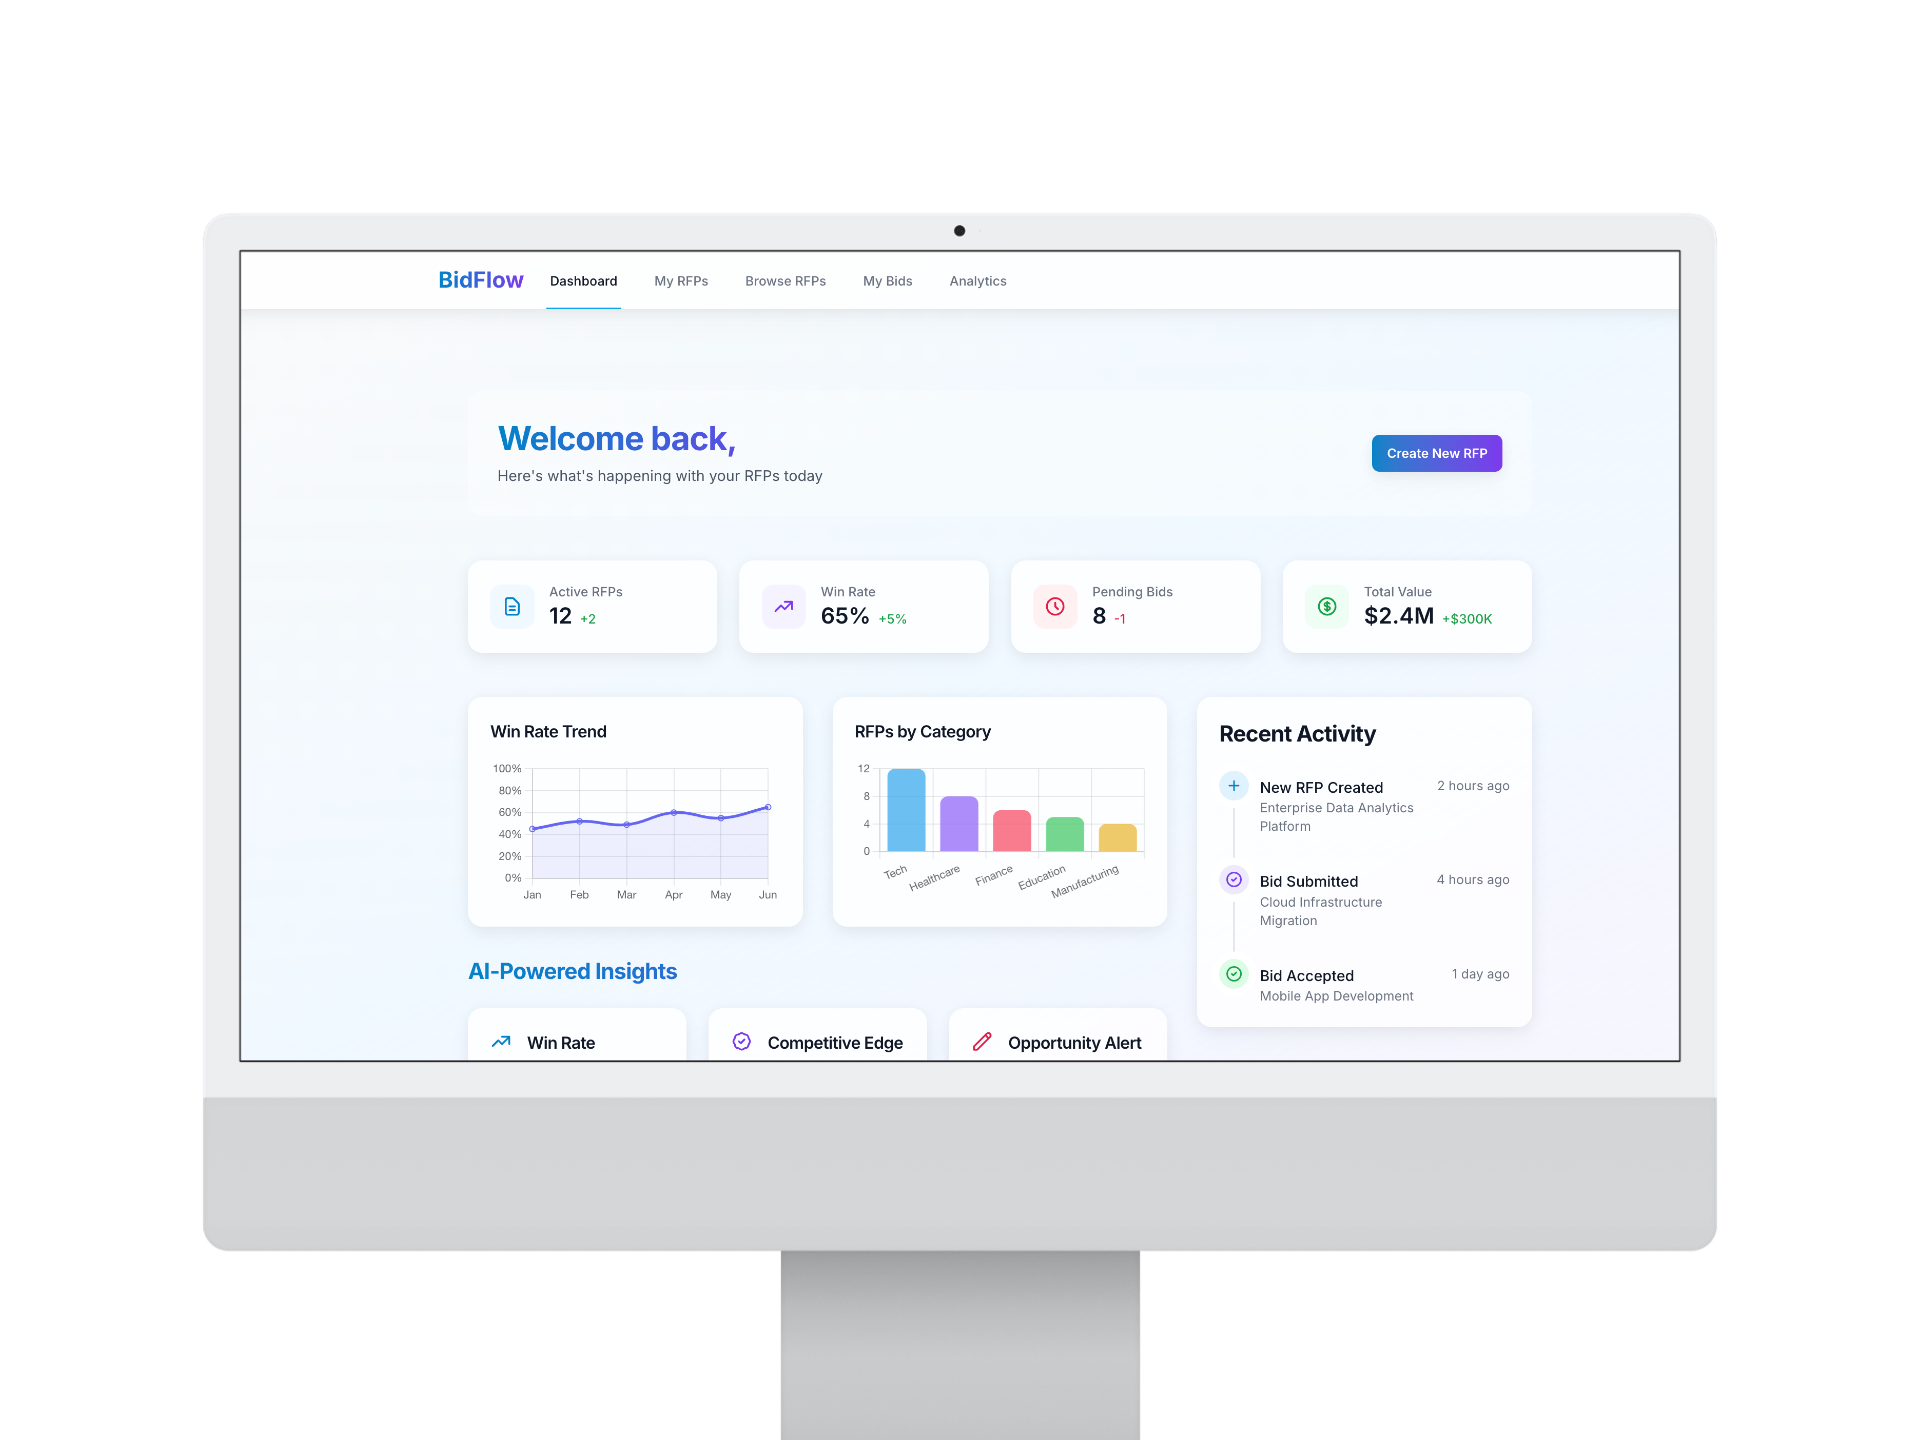 BidFlow Dashboard My RFPs Browse RFPs My Bids Analytics
Welcome back,
Here's what's happening with your RFPs today
Create New RFP
Active RFPs
12 +2
Win Rate
65% +5%
Pending Bids
8 -1
Total Value
$2.4M +$300K
Win Rate Trend
100%
80%
60%
40%
20%
0%
Jan Feb Mar Apr May Jun
RFPs by Category
12
8
4
0
Tech Healthcare Finance Education Manufacturing
Recent Activity
New RFP Created 2 hours ago
Enterprise Data Analytics
Platform
Bid Submitted 4 hours ago
Cloud Infrastructure
Migration
Bid Accepted 1 day ago
Mobile App Development
AI-Powered Insights
Win Rate
Competitive Edge
Opportunity Alert